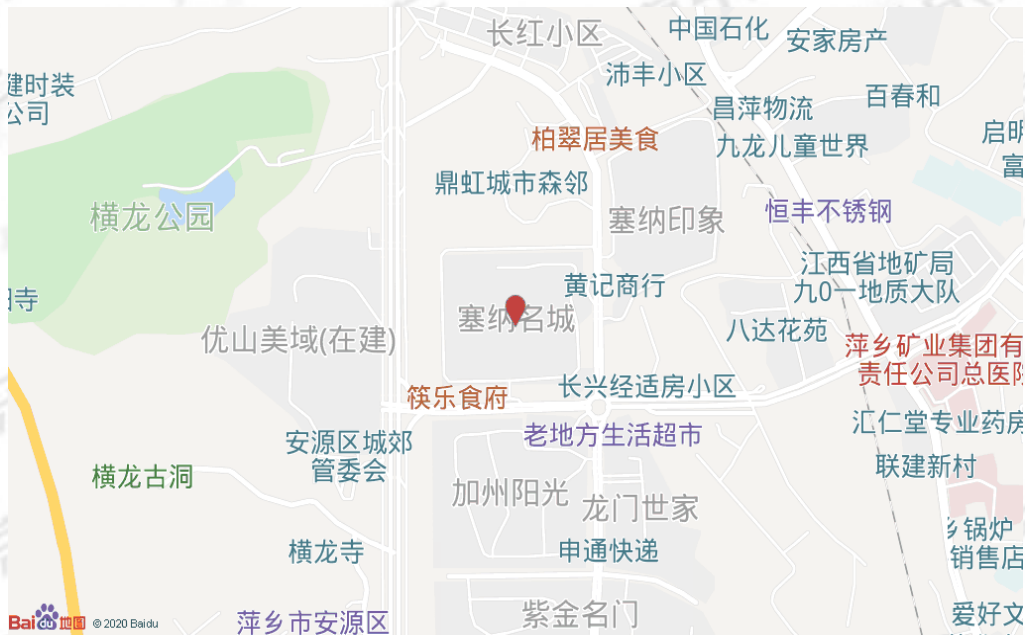 长红小区
中国石化
安家房产
沛丰小区
健时装
公司
百春和
昌萍物流
启明
柏翠居美食
九龙儿童世界
富
鼎虹城市森邻
横龙公园
塞纳印象
恒丰不锈钢
江西省地矿局
九0一地质大队
黄记商行
阳寺
塞纳名城
优山美域(在建)
八达花苑
萍乡矿业集团有
责任公司总医院
长兴经适房小区
筷乐食府
汇仁堂专业药房
老地方生活超市
安源区城郊
管委会
联建新村
横龙古洞
加州阳光
龙门世家
乡锅炉
销售店
横龙寺
申通快递
紫金名门
爱好文
萍乡市安源区
Bai du 地图 © 2020 Baidu